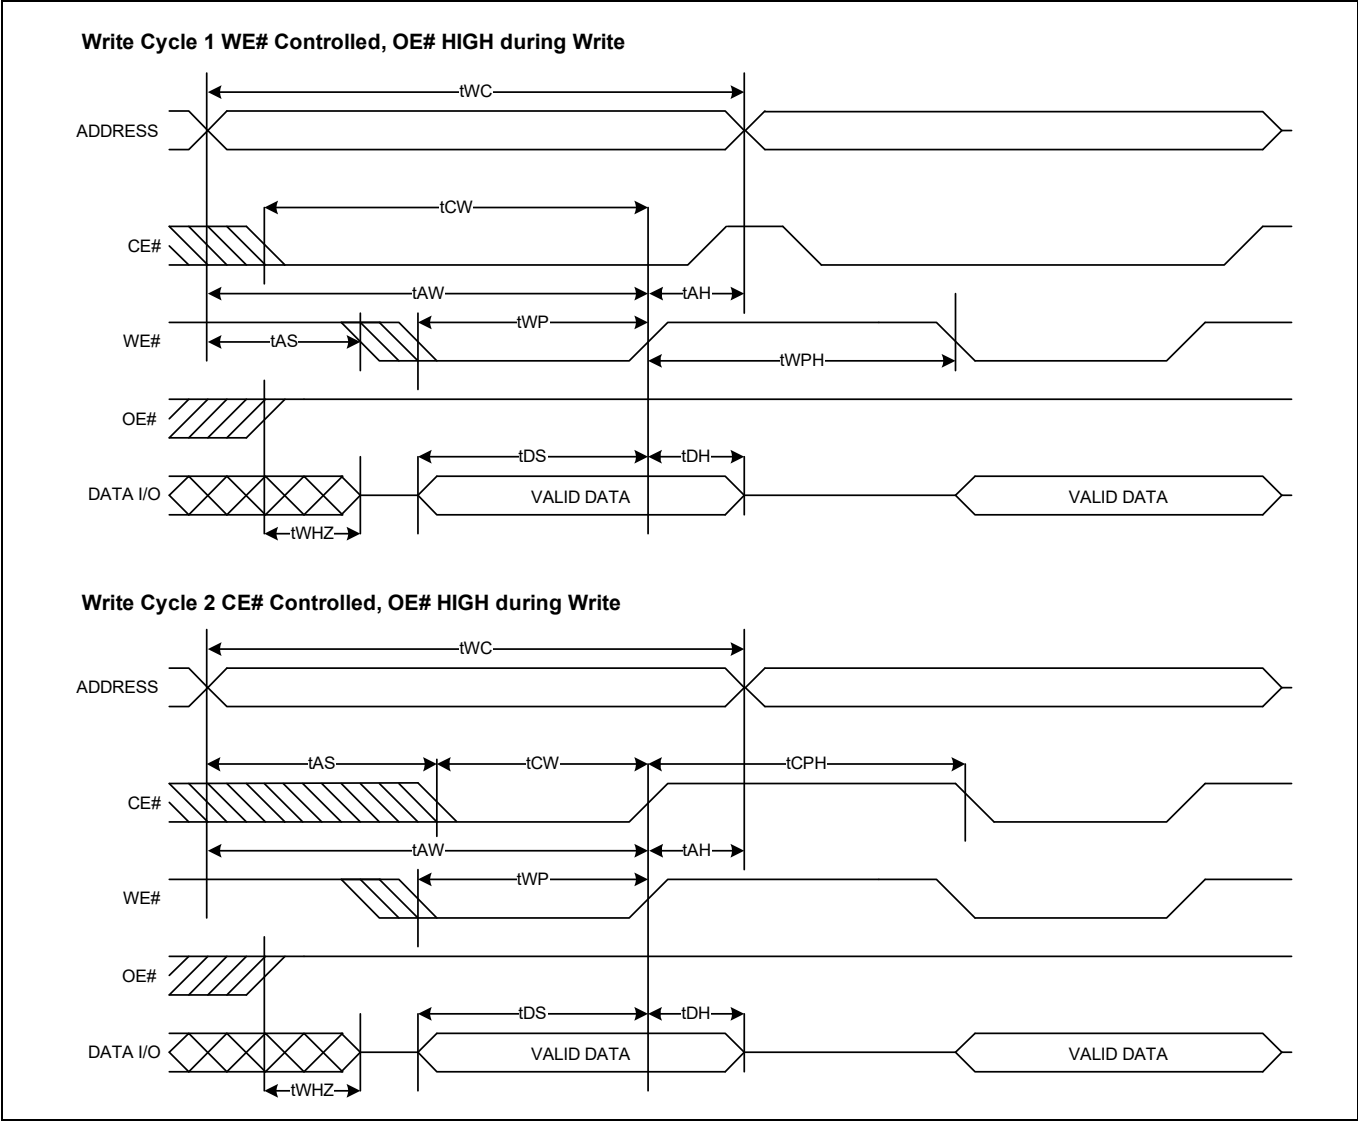 Write Cycle 1 WE# Controlled, OE# HIGH during Write
tWC
ADDRESS
tCW
CE#
tAW
tAH
tWP
WE#
tAS
tWPH
OE#
tDS
tDH
DATA I/O
VALID DATA
VALID DATA
tWHZ
Write Cycle 2 CE# Controlled, OE# HIGH during Write
tWC
ADDRESS
tAS
tCW
tCPH
CE#
tAW
tAH
tWP
WE#
OE#
tDS
tDH
DATA I/O
VALID DATA
VALID DATA
tWHZ